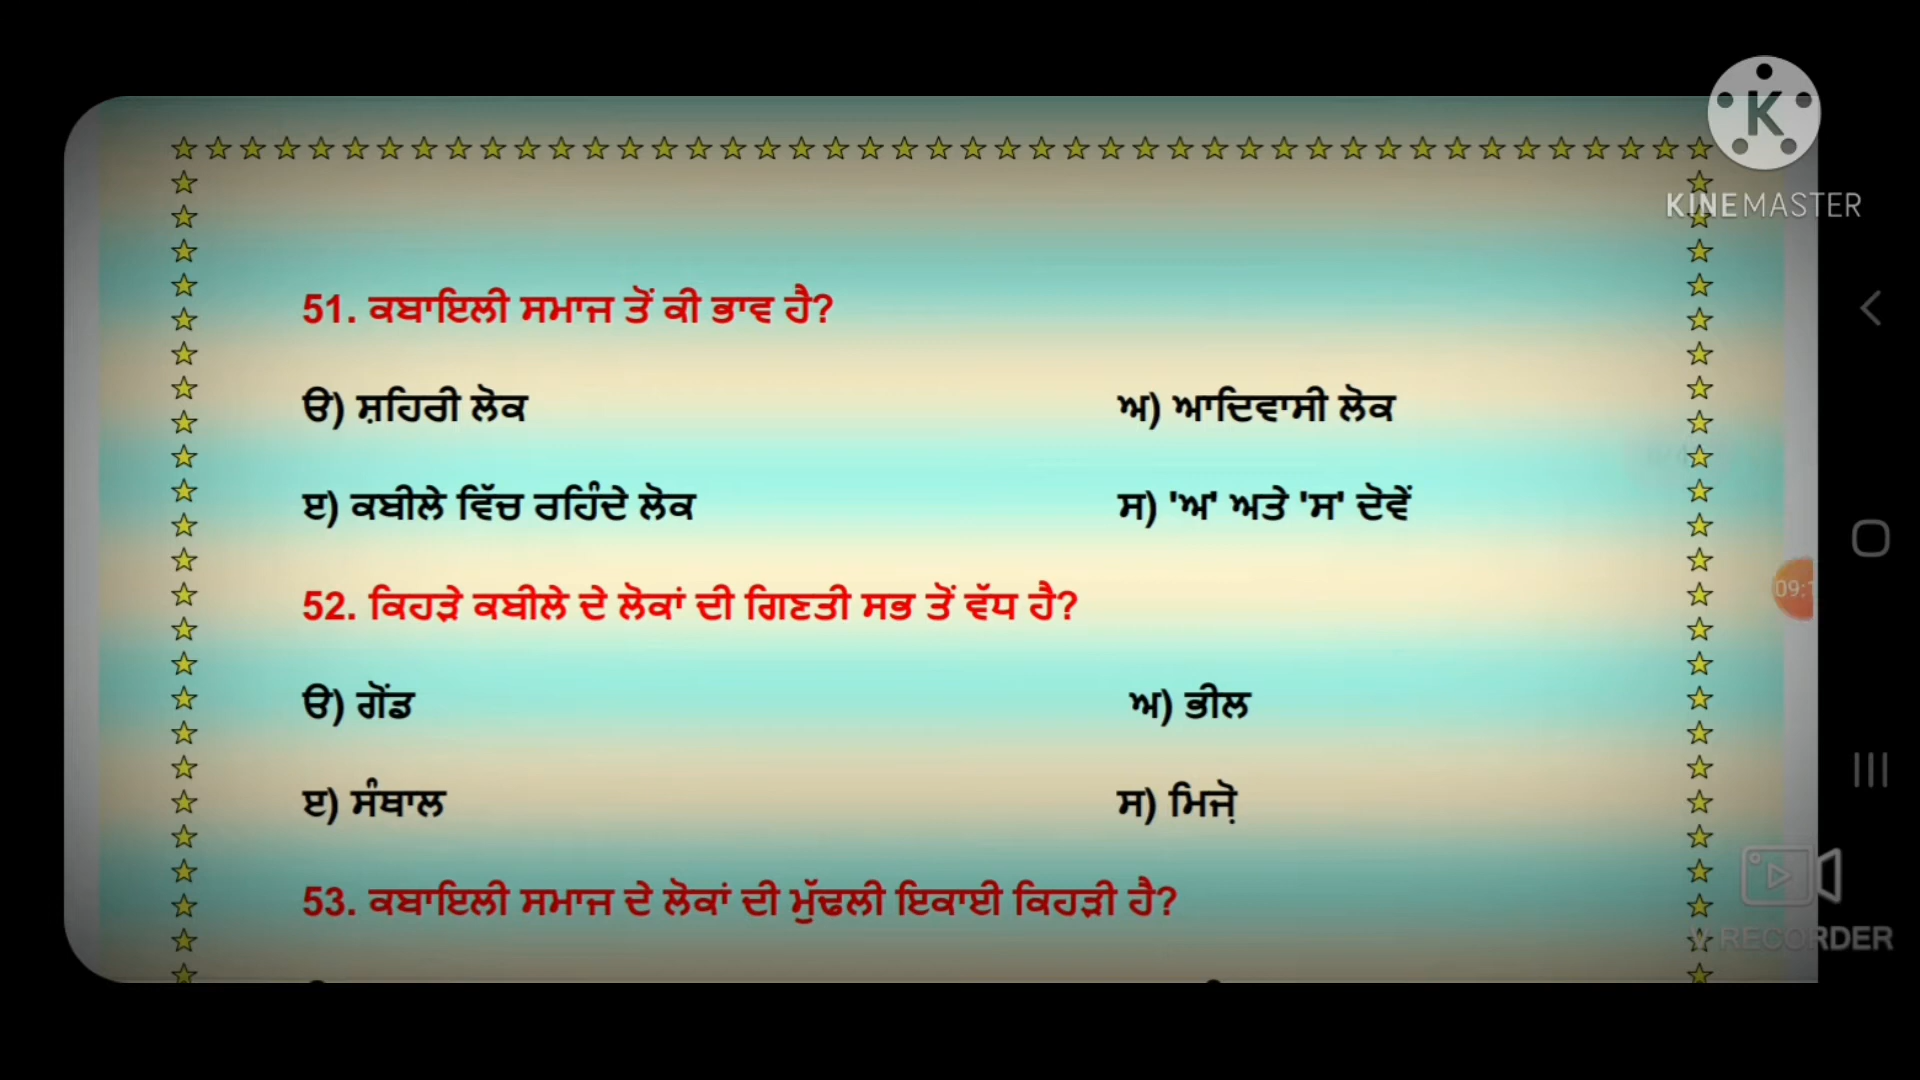 KINEMASTER
51. ਕਬਾਇਲੀ ਸਮਾਜ ਤੋਂ ਕੀ ਭਾਵ ਹੈ?
ੳ) ਸ਼ਹਿਰੀ ਲੋਕ ਅ) ਆਦਿਵਾਸੀ ਲੋਕ
ੲ) ਕਬੀਲੇ ਵਿੱਚ ਰਹਿੰਦੇ ਲੋਕ ਸ) 'ਅ' ਅਤੇ 'ਸ' ਦੋਵੇਂ
52. ਕਿਹੜੇ ਕਬੀਲੇ ਦੇ ਲੋਕਾਂ ਦੀ ਗਿਣਤੀ ਸਭ ਤੋਂ ਵੱਧ ਹੈ?
ੳ) ਗੋਂਡ ਅ) ਭੀਲ
ੲ) ਸੰਥਾਲ ਸ) ਮਿਜ਼ੋ
53. ਕਬਾਇਲੀ ਸਮਾਜ ਦੇ ਲੋਕਾਂ ਦੀ ਮੁੱਢਲੀ ਇਕਾਈ ਕਿਹੜੀ ਹੈ?
V RECORDER